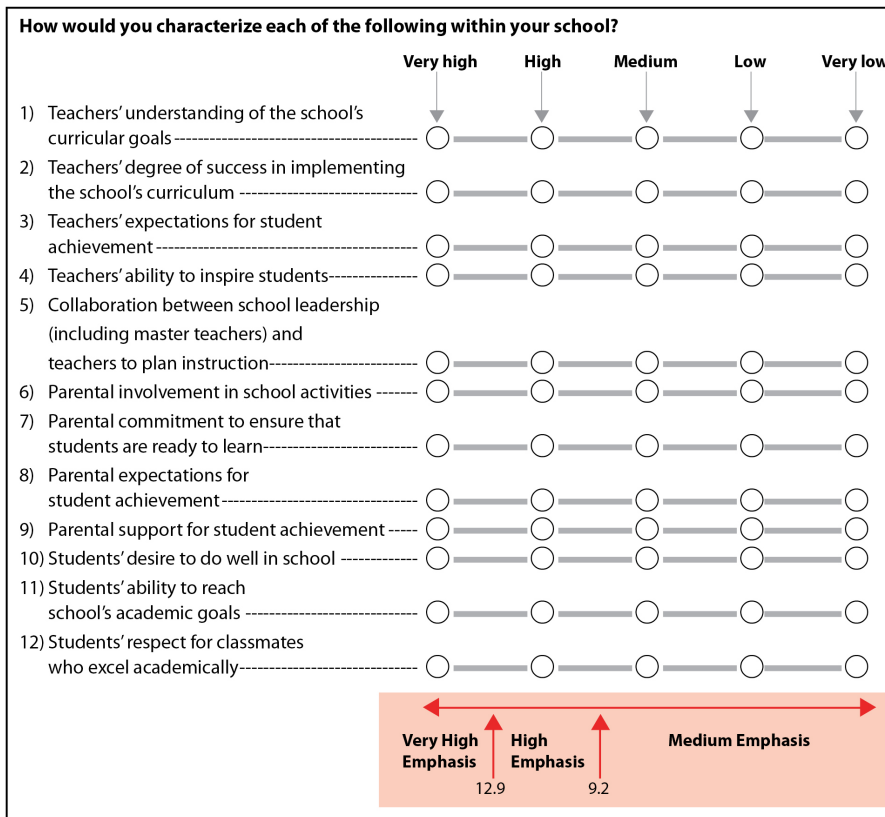 How would you characterize each of the following within your school?
Very high High Medium Low Very low
1) Teachers’ understanding of the school’s
curricular goals
2) Teachers’ degree of success in implementing
the school’s curriculum
3) Teachers’ expectations for student
achievement
4) Teachers’ ability to inspire students
5) Collaboration between school leadership
(including master teachers) and
teachers to plan instruction
6) Parental involvement in school activities
7) Parental commitment to ensure that
students are ready to learn
8) Parental expectations for
student achievement
9) Parental support for student achievement
10) Students’ desire to do well in school
11) Students’ ability to reach
school’s academic goals
12) Students’ respect for classmates
who excel academically
Very High
Emphasis
High
Emphasis
Medium Emphasis
12.9 9.2